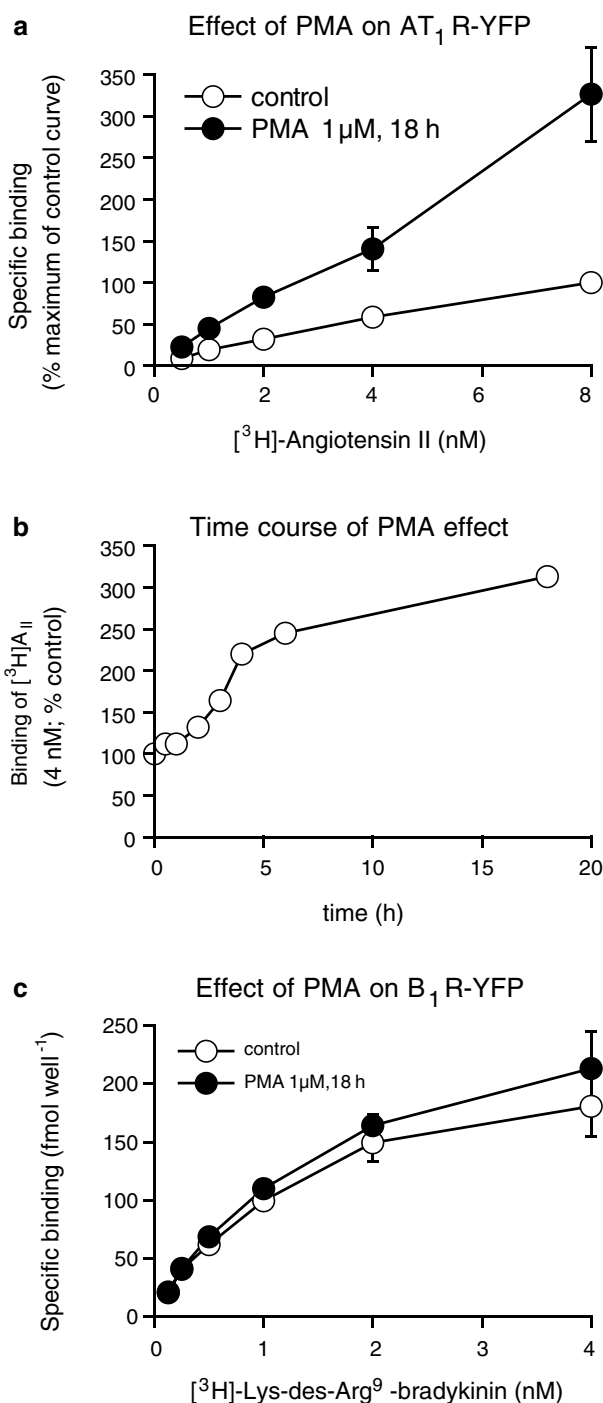 a
Effect of PMA on AT1 R-YFP
control
PMA 1μM, 18 h
Specific binding
(% maximum of control curve)
350
300
250
200
150
100
50
0
0 2 4 6 8
[3H]-Angiotensin II (nM)
b
Time course of PMA effect
Binding of [3H]AII
(4 nM; % control)
350
300
250
200
150
100
50
0
0 5 10 15 20
time (h)
c
Effect of PMA on B1 R-YFP
control
PMA 1μM,18 h
Specific binding (fmol well-1)
250
200
150
100
50
0
0 1 2 3 4
[3H]-Lys-des-Arg9 -bradykinin (nM)